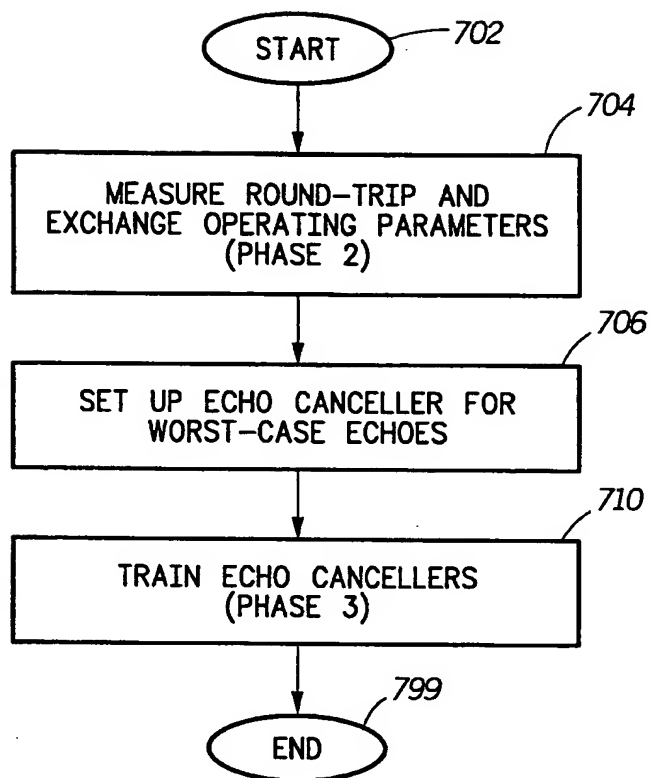 START
702
704
MEASURE ROUND-TRIP AND
EXCHANGE OPERATING PARAMETERS
(PHASE 2)
706
SET UP ECHO CANCELLER FOR
WORST-CASE ECHOES
710
TRAIN ECHO CANCELLERS
(PHASE 3)
799
END